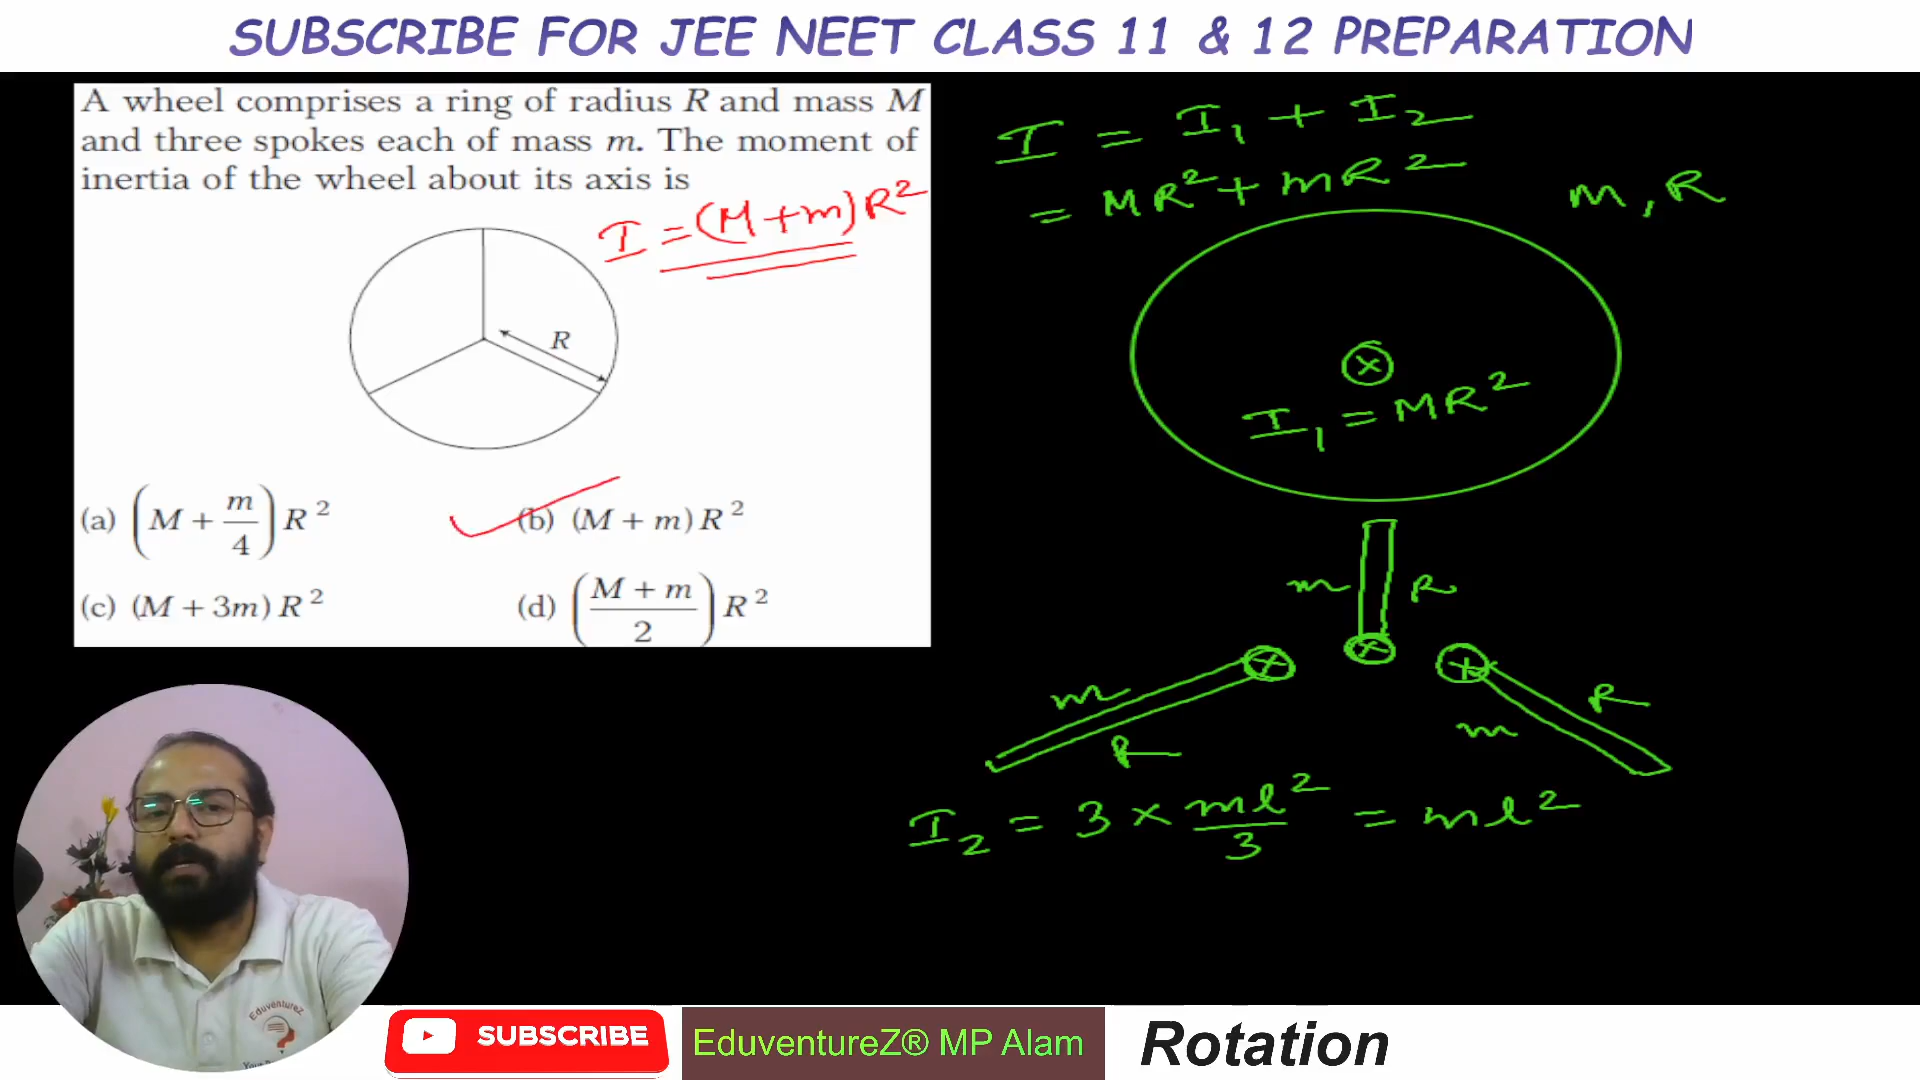 SUBSCRIBE FOR JEE NEET CLASS 11 & 12 PREPARATION
A wheel comprises a ring of radius R and mass M
and three spokes each of mass m. The moment of
inertia of the wheel about its axis is
I = (M+m)R²
R
(a) (M + m/4) R²
(b) (M + m) R²
(c) (M + 3m) R²
(d) ((M + m)/2) R²
I = I₁ + I₂
= MR² + mR²
m, R
I₁ = MR²
m R
m
R
R
m
I₂ = 3 × ml²/3 = ml²
EduventureZ
SUBSCRIBE
EduventureZ® MP Alam
Rotation